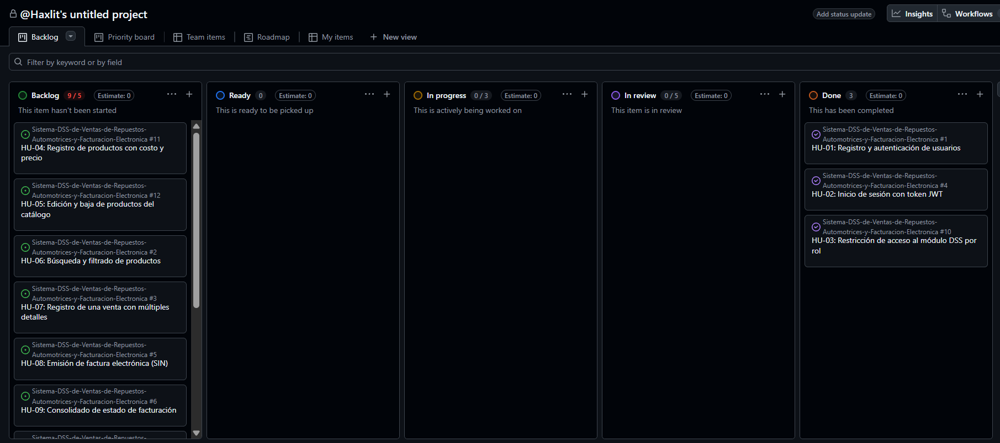 @Haxlit's untitled project
Add status update
Insights
Workflows
Backlog
Priority board
Team items
Roadmap
My items
New view
Filter by keyword or by field
Backlog 9 / 5 Estimate: 0
This item hasn't been started
Sistema-DSS-de-Ventas-de-Repuestos-
Automotrices-y-Facturacion-Electronica #11
HU-04: Registro de productos con costo y
precio
Sistema-DSS-de-Ventas-de-Repuestos-
Automotrices-y-Facturacion-Electronica #12
HU-05: Edición y baja de productos del
catálogo
Sistema-DSS-de-Ventas-de-Repuestos-
Automotrices-y-Facturacion-Electronica #2
HU-06: Búsqueda y filtrado de productos
Sistema-DSS-de-Ventas-de-Repuestos-
Automotrices-y-Facturacion-Electronica #3
HU-07: Registro de una venta con múltiples
detalles
Sistema-DSS-de-Ventas-de-Repuestos-
Automotrices-y-Facturacion-Electronica #5
HU-08: Emisión de factura electrónica (SIN)
Sistema-DSS-de-Ventas-de-Repuestos-
Automotrices-y-Facturacion-Electronica #6
HU-09: Consolidado de estado de facturación
Sistema-DSS-de-Ventas-de-Repuestos-
Ready 0 Estimate: 0
This is ready to be picked up
In progress 0 / 3 Estimate: 0
This is actively being worked on
In review 0 / 5 Estimate: 0
This item is in review
Done 3 Estimate: 0
This has been completed
Sistema-DSS-de-Ventas-de-Repuestos-
Automotrices-y-Facturacion-Electronica #1
HU-01: Registro y autenticación de usuarios
Sistema-DSS-de-Ventas-de-Repuestos-
Automotrices-y-Facturacion-Electronica #4
HU-02: Inicio de sesión con token JWT
Sistema-DSS-de-Ventas-de-Repuestos-
Automotrices-y-Facturacion-Electronica #10
HU-03: Restricción de acceso al módulo DSS por
rol